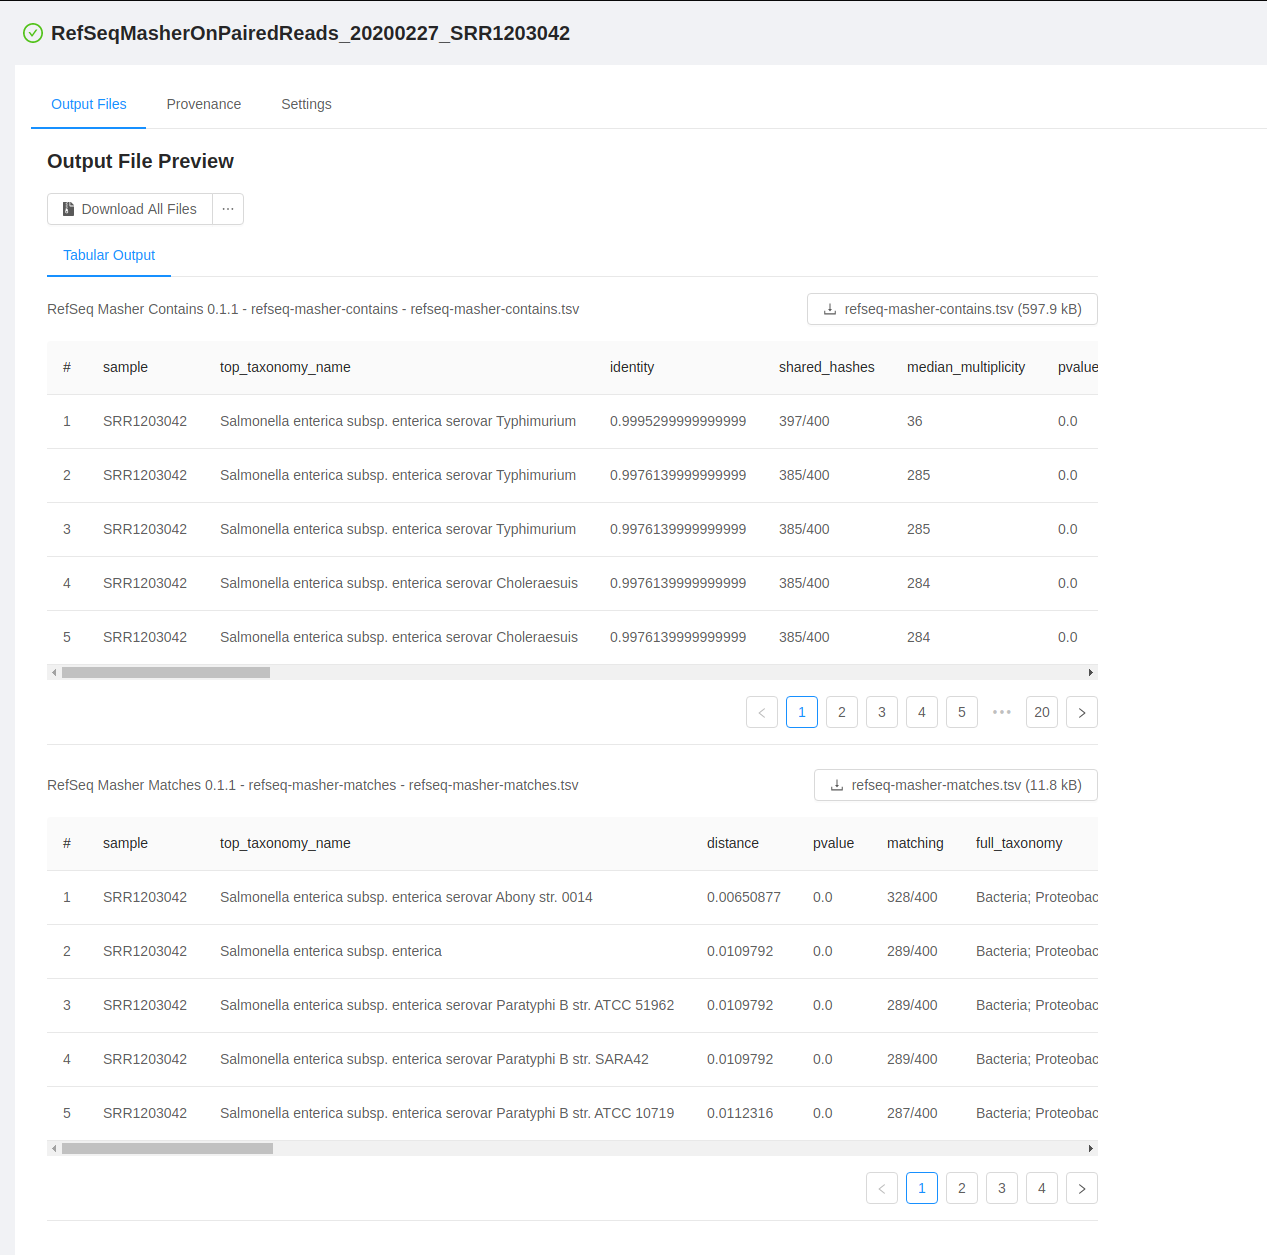 RefSeqMasherOnPairedReads_20200227_SRR1203042
Output Files Provenance Settings
Output File Preview
Download All Files ···
Tabular Output
RefSeq Masher Contains 0.1.1 - refseq-masher-contains - refseq-masher-contains.tsv refseq-masher-contains.tsv (597.9 kB)
# sample top_taxonomy_name identity shared_hashes median_multiplicity pvalue
1 SRR1203042 Salmonella enterica subsp. enterica serovar Typhimurium 0.9995299999999999 397/400 36 0.0
2 SRR1203042 Salmonella enterica subsp. enterica serovar Typhimurium 0.9976139999999999 385/400 285 0.0
3 SRR1203042 Salmonella enterica subsp. enterica serovar Typhimurium 0.9976139999999999 385/400 285 0.0
4 SRR1203042 Salmonella enterica subsp. enterica serovar Choleraesuis 0.9976139999999999 385/400 284 0.0
5 SRR1203042 Salmonella enterica subsp. enterica serovar Choleraesuis 0.9976139999999999 385/400 284 0.0
< 1 2 3 4 5 ••• 20 >
RefSeq Masher Matches 0.1.1 - refseq-masher-matches - refseq-masher-matches.tsv refseq-masher-matches.tsv (11.8 kB)
# sample top_taxonomy_name distance pvalue matching full_taxonomy
1 SRR1203042 Salmonella enterica subsp. enterica serovar Abony str. 0014 0.00650877 0.0 328/400 Bacteria; Proteobac
2 SRR1203042 Salmonella enterica subsp. enterica 0.0109792 0.0 289/400 Bacteria; Proteobac
3 SRR1203042 Salmonella enterica subsp. enterica serovar Paratyphi B str. ATCC 51962 0.0109792 0.0 289/400 Bacteria; Proteobac
4 SRR1203042 Salmonella enterica subsp. enterica serovar Paratyphi B str. SARA42 0.0109792 0.0 289/400 Bacteria; Proteobac
5 SRR1203042 Salmonella enterica subsp. enterica serovar Paratyphi B str. ATCC 10719 0.0112316 0.0 287/400 Bacteria; Proteobac
< 1 2 3 4 >